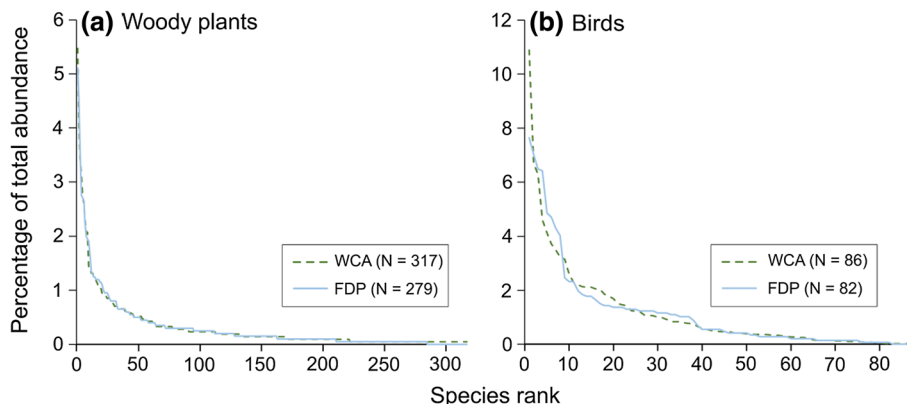 (a) Woody plants
Percentage of total abundance
6
5
4
3
2
1
0
0 50 100 150 200 250 300
WCA (N = 317)
FDP (N = 279)
(b) Birds
12
10
8
6
4
2
0
0 10 20 30 40 50 60 70 80
WCA (N = 86)
FDP (N = 82)
Species rank